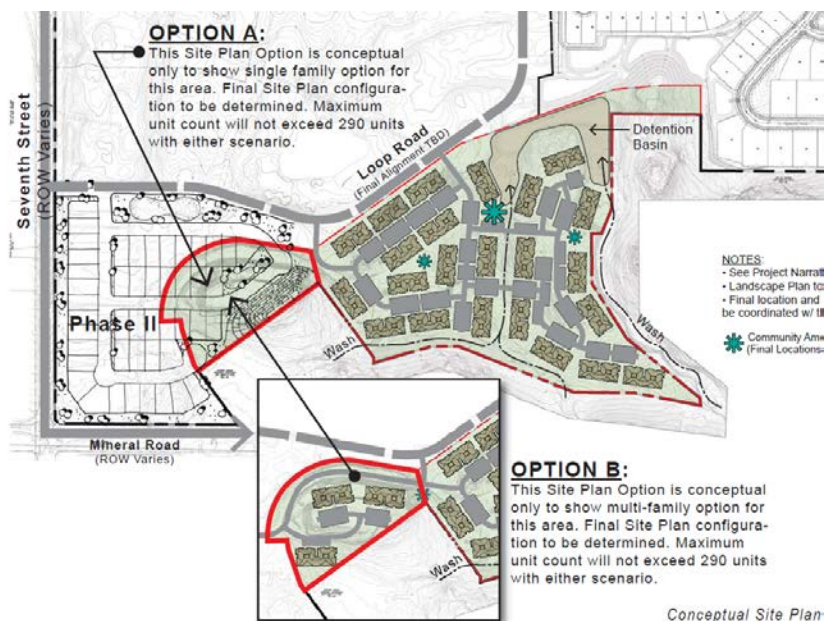 OPTION A:
This Site Plan Option is conceptual
only to show single family option for
this area. Final Site Plan configura-
tion to be determined. Maximum
unit count will not exceed 290 units
with either scenario.
Seventh Street
(ROW Varies)
Loop Road
(Final Alignment TBD)
Detention
Basin
Phase II
Wash
Wash
NOTES:
• See Project Narrat
• Landscape Plan to
• Final location and
be coordinated w/
Community Ame
(Final Locations
Mineral Road
(ROW Varies)
Wash
OPTION B:
This Site Plan Option is conceptual
only to show multi-family option for
this area. Final Site Plan configura-
tion to be determined. Maximum
unit count will not exceed 290 units
with either scenario.
Conceptual Site Plan